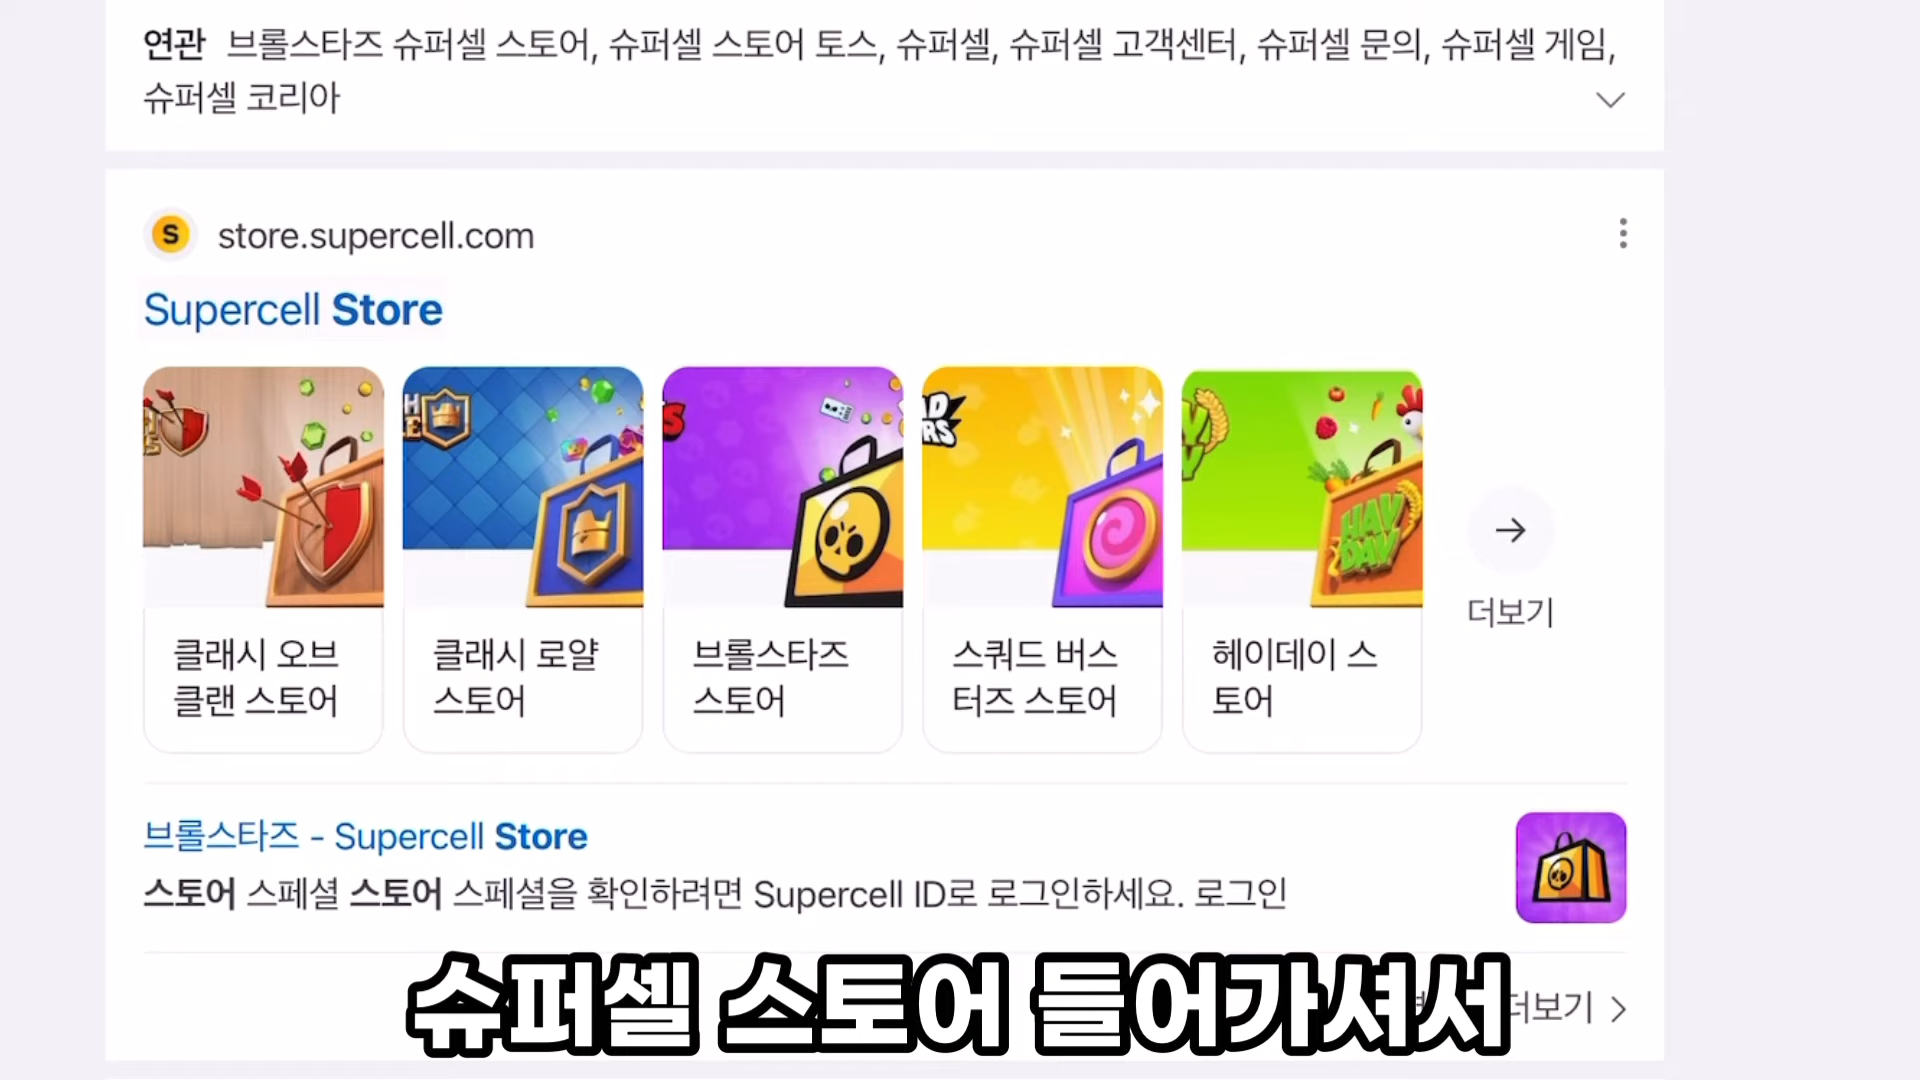 연관 브롤스타즈 슈퍼셀 스토어, 슈퍼셀 스토어 토스, 슈퍼셀, 슈퍼셀 고객센터, 슈퍼셀 문의, 슈퍼셀 게임,
슈퍼셀 코리아
S store.supercell.com
Supercell Store
HAY
DAY
더보기
클래시 오브
클랜 스토어
클래시 로얄
스토어
브롤스타즈
스토어
스쿼드 버스
터즈 스토어
헤이데이 스
토어
브롤스타즈 - Supercell Store
스토어 스페셜 스토어 스페셜을 확인하려면 Supercell ID로 로그인하세요. 로그인
슈퍼셀 스토어 들어가셔서
더보기